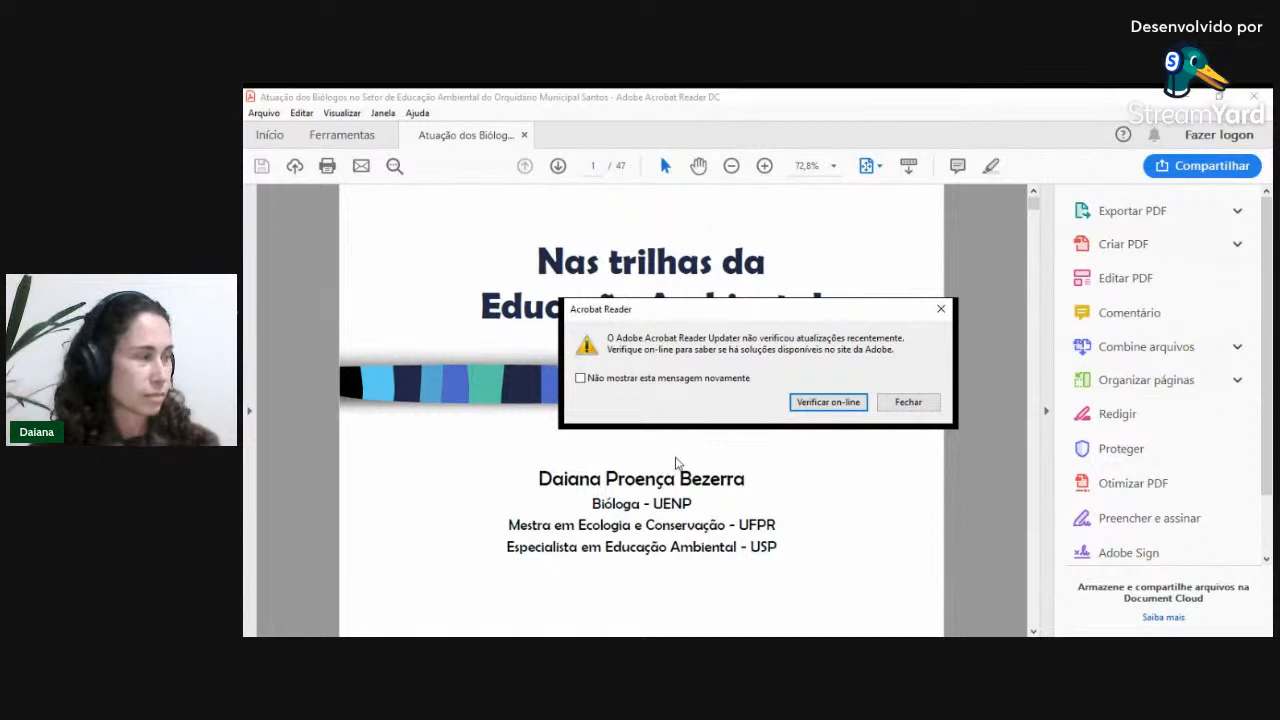 Desenvolvido por
StreamYard
Atuação dos Biólogos no Setor de Educação Ambiental do Orquidário Municipal Santos - Adobe Acrobat Reader DC
Arquivo Editar Visualizar Janela Ajuda
Início Ferramentas Atuação dos Biólog... Fazer logon
1 / 47 72,8% Compartilhar
Nas trilhas da
Acrobat Reader
O Adobe Acrobat Reader Updater não verificou atualizações recentemente.
Verifique on-line para saber se há soluções disponíveis no site da Adobe.
Não mostrar esta mensagem novamente
Verificar on-line Fechar
Daiana Proença Bezerra
Bióloga - UENP
Mestra em Ecologia e Conservação - UFPR
Especialista em Educação Ambiental - USP
Exportar PDF
Criar PDF
Editar PDF
Comentário
Combine arquivos
Organizar páginas
Redigir
Proteger
Otimizar PDF
Preencher e assinar
Adobe Sign
Armazene e compartilhe arquivos na
Document Cloud
Saiba mais
Daiana